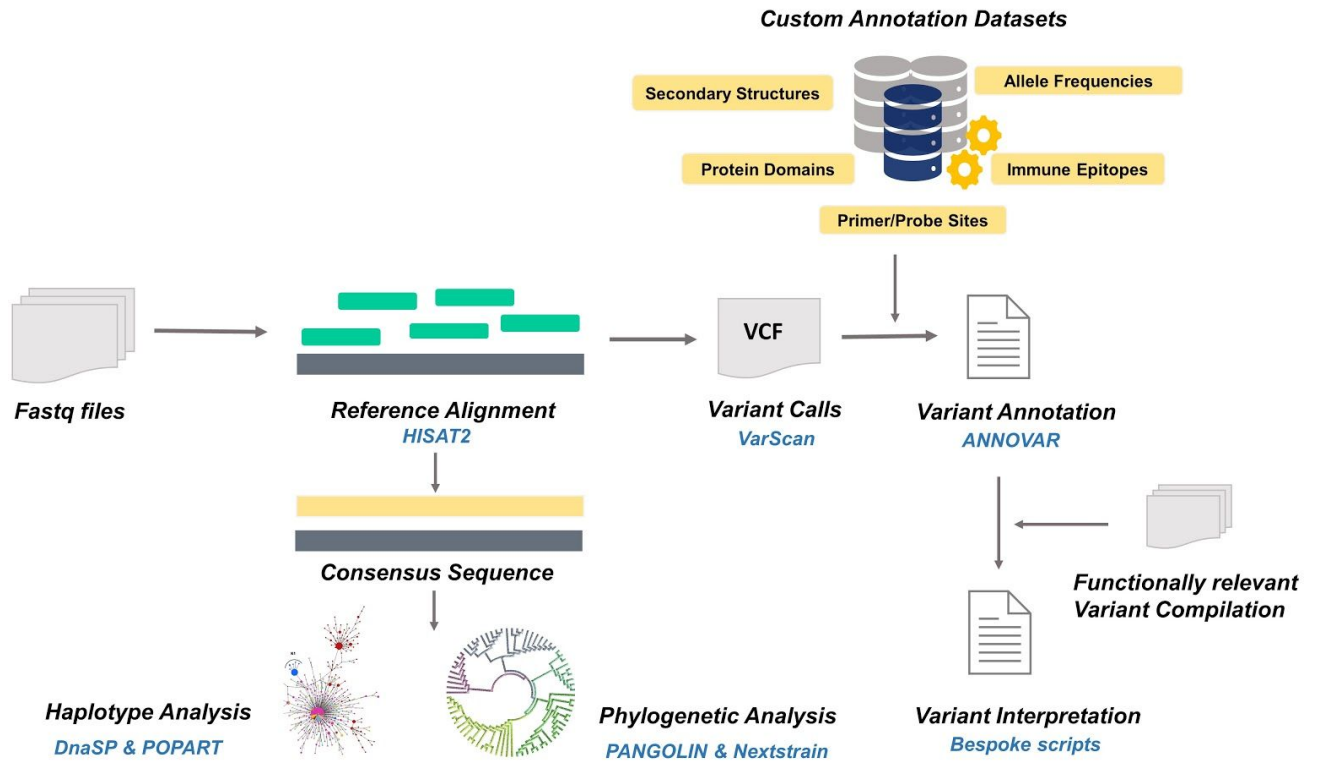 Custom Annotation Datasets
Secondary Structures
Allele Frequencies
Protein Domains
Immune Epitopes
Primer/Probe Sites
VCF
Fastq files
Reference Alignment
HISAT2
Variant Calls
VarScan
Variant Annotation
ANNOVAR
Consensus Sequence
Functionally relevant
Variant Compilation
Haplotype Analysis
DnaSP & POPART
Phylogenetic Analysis
PANGOLIN & Nextstrain
Variant Interpretation
Bespoke scripts